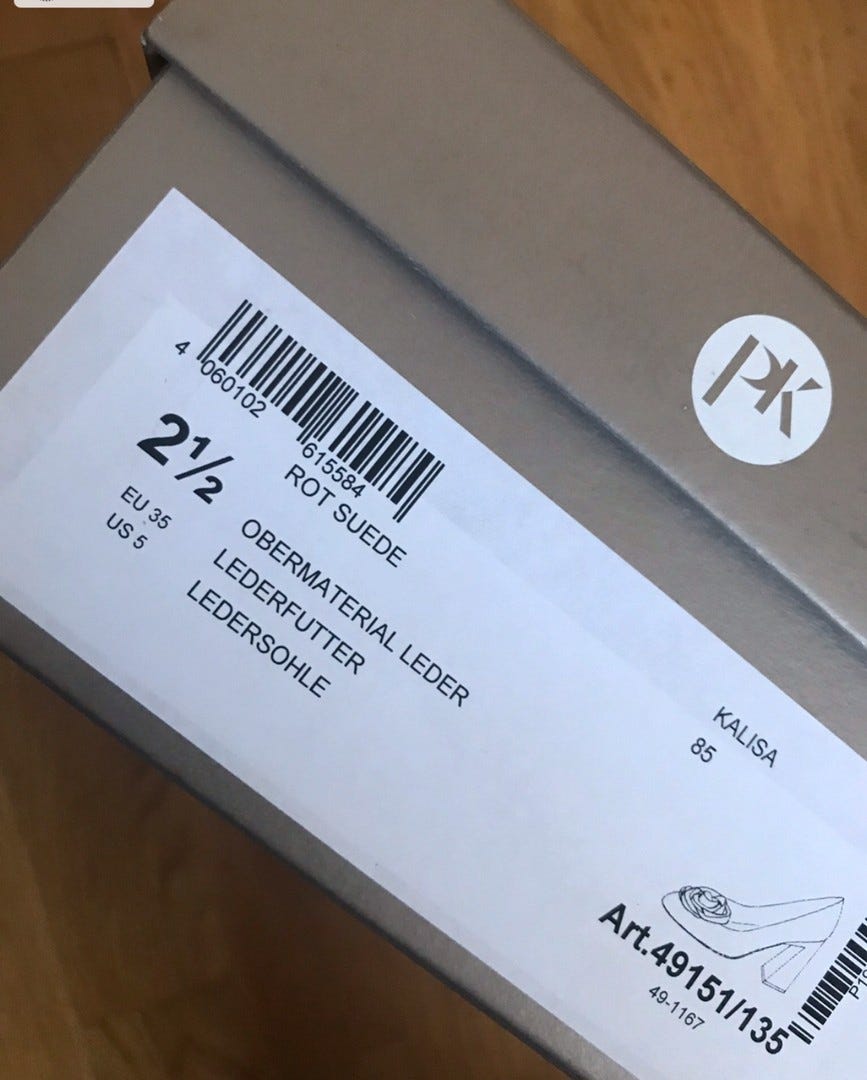 PK
4 060102 615584
2½
EU 35
US 5
ROT SUEDE
OBERMATERIAL LEDER
LEDERFUTTER
LEDERSOHLE
KALISA
85
Art.49151/135
49-1167